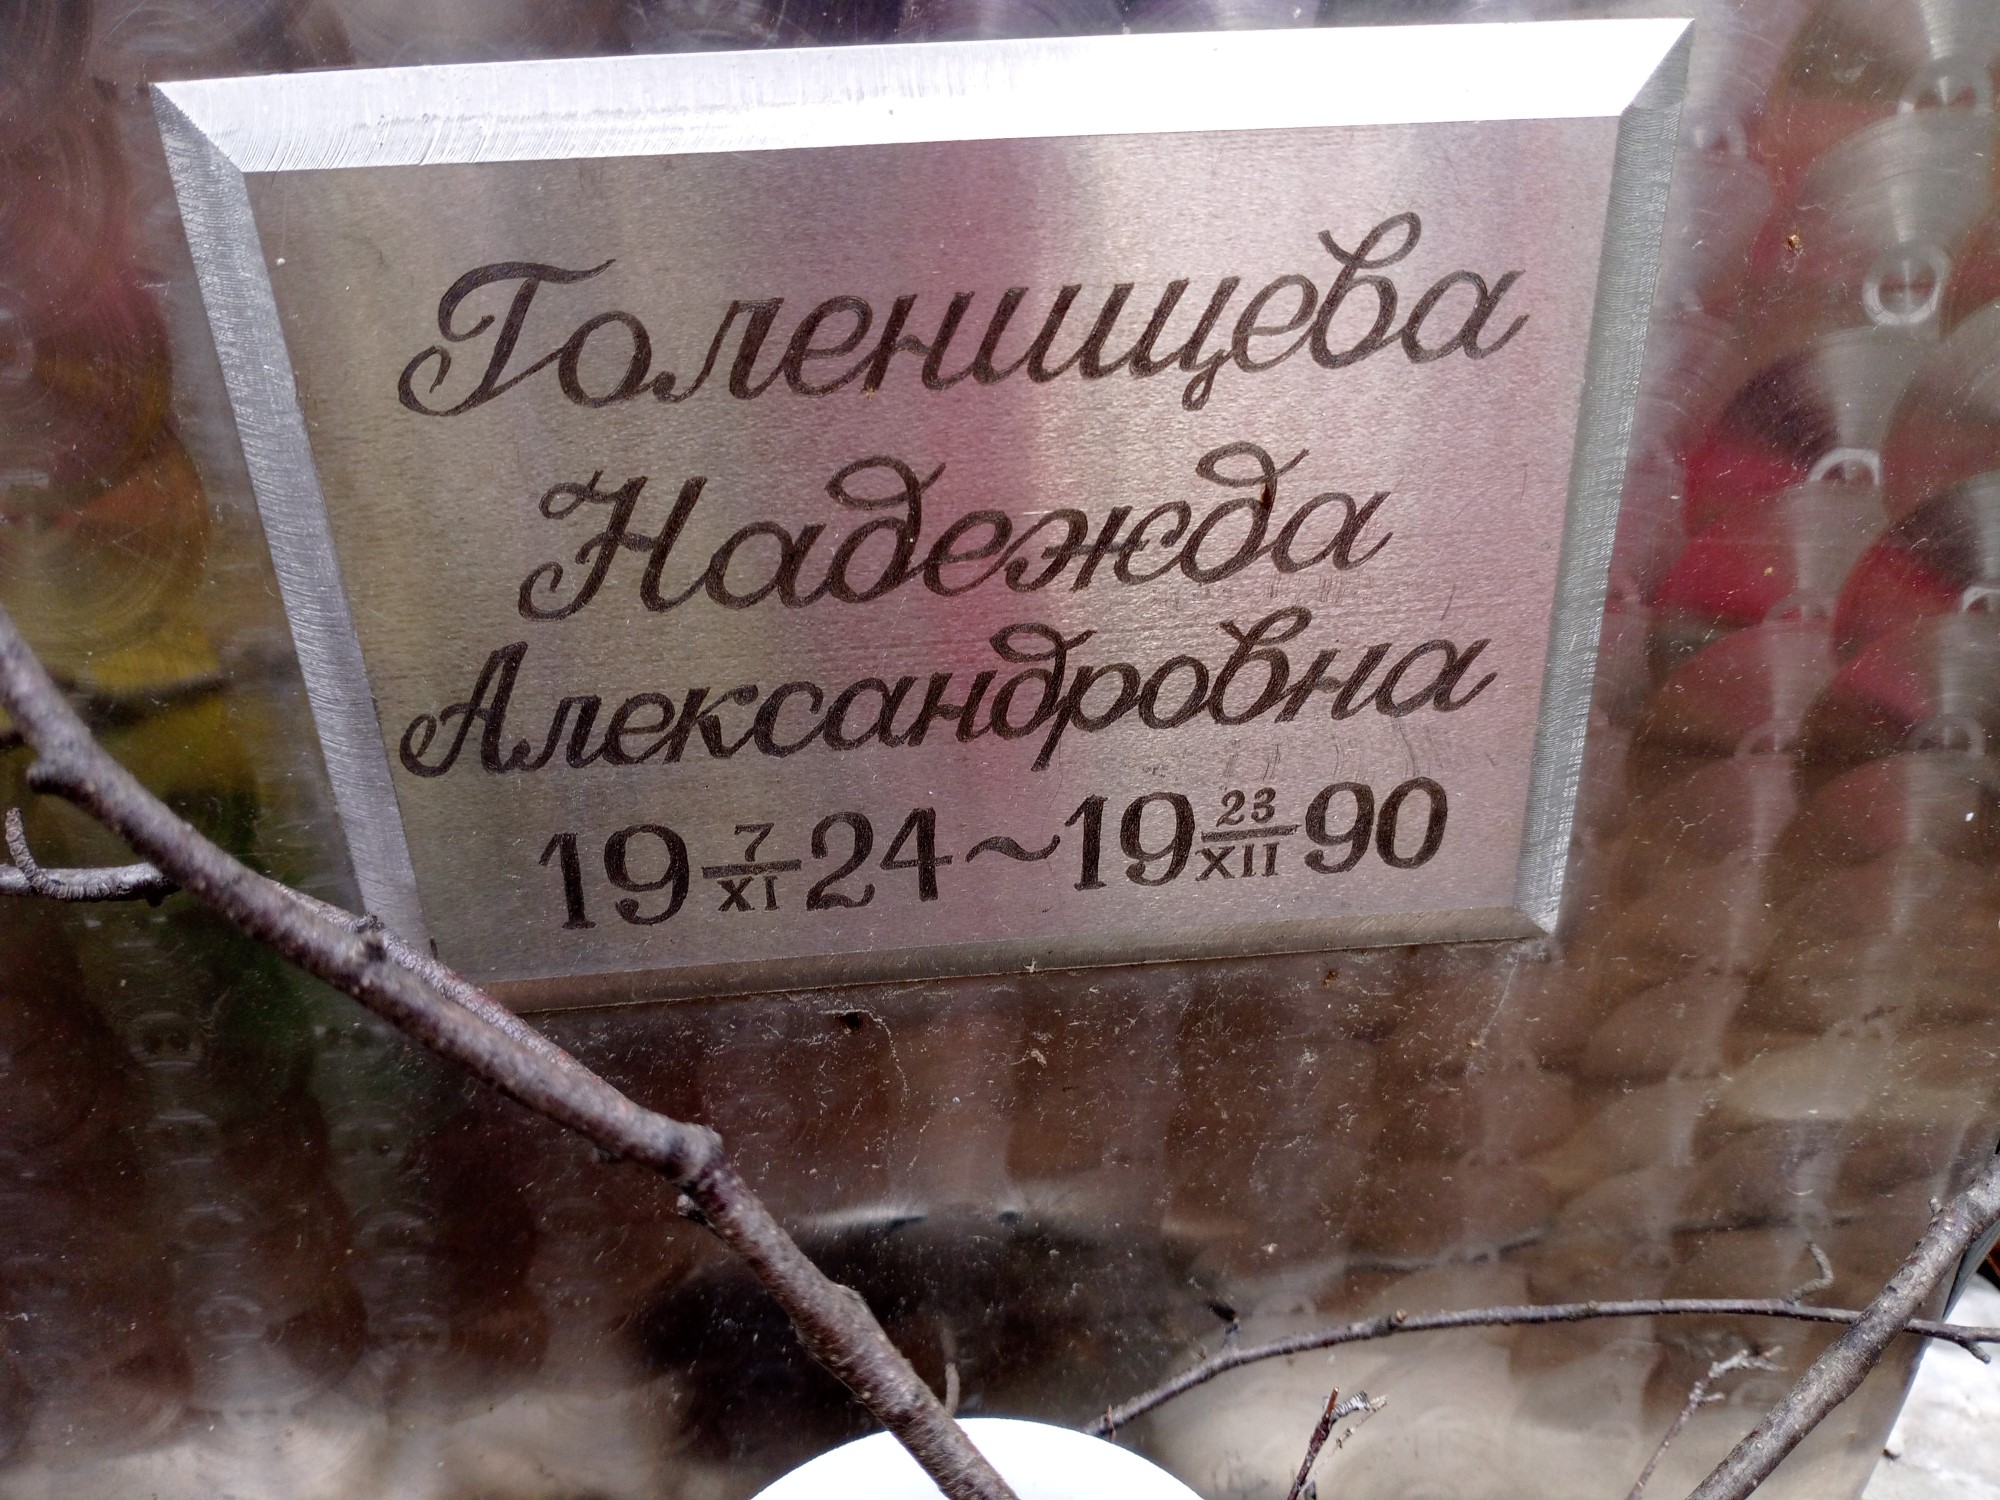 Голенищева
Надежда
Александровна
19 7/XI 24 ~ 19 23/XII 90